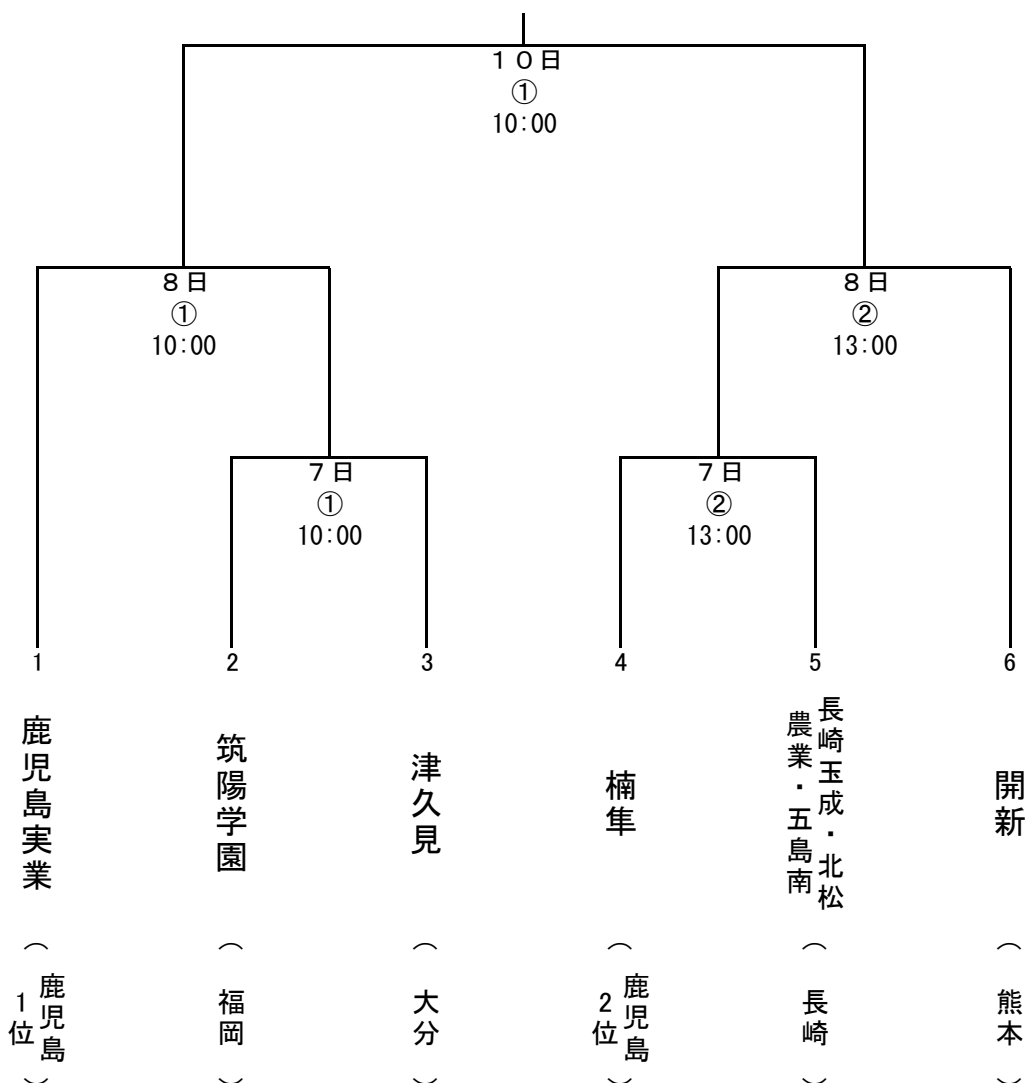 １０日
①
10:00
８日
①
10:00
８日
②
13:00
７日
①
10:00
７日
②
13:00
1
2
3
4
5
6
鹿児島実業
筑陽学園
津久見
楠隼
長崎玉成・北松
農業・五島南
開新
（鹿児島
1位）
（福岡）
（大分）
（鹿児島
2位）
（長崎）
（熊本）